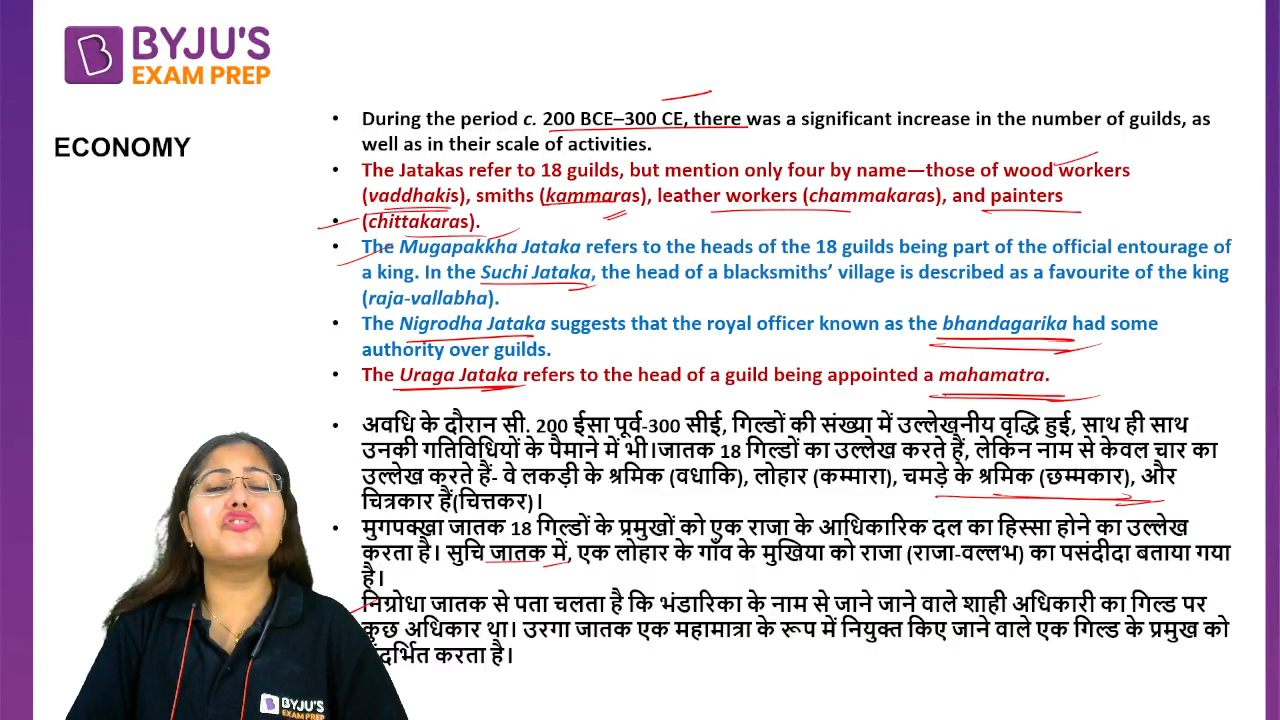 BYJU'S
EXAM PREP
ECONOMY
• During the period c. 200 BCE–300 CE, there was a significant increase in the number of guilds, as
well as in their scale of activities.
• The Jatakas refer to 18 guilds, but mention only four by name—those of wood workers
(vaddhakis), smiths (kammaras), leather workers (chammakaras), and painters
• (chittakaras).
• The Mugapakkha Jataka refers to the heads of the 18 guilds being part of the official entourage of
a king. In the Suchi Jataka, the head of a blacksmiths’ village is described as a favourite of the king
(raja-vallabha).
• The Nigrodha Jataka suggests that the royal officer known as the bhandagarika had some
authority over guilds.
• The Uraga Jataka refers to the head of a guild being appointed a mahamatra.
• अवधि के दौरान सी. 200 ईसा पूर्व-300 सीई, गिल्डों की संख्या में उल्लेखनीय वृद्धि हुई, साथ ही साथ
उनकी गतिविधियों के पैमाने में भी।जातक 18 गिल्डों का उल्लेख करते हैं, लेकिन नाम से केवल चार का
उल्लेख करते हैं- वे लकड़ी के श्रमिक (वधाकि), लोहार (कम्मारा), चमड़े के श्रमिक (छम्मकार), और
चित्रकार हैं(चित्तकर)।
• मुगपक्खा जातक 18 गिल्डों के प्रमुखों को एक राजा के आधिकारिक दल का हिस्सा होने का उल्लेख
करता है। सुचि जातक में, एक लोहार के गाँव के मुखिया को राजा (राजा-वल्लभ) का पसंदीदा बताया गया
है।
निग्रोधा जातक से पता चलता है कि भंडारिका के नाम से जाने जाने वाले शाही अधिकारी का गिल्ड पर
कुछ अधिकार था। उरगा जातक एक महामात्रा के रूप में नियुक्त किए जाने वाले एक गिल्ड के प्रमुख को
करता है।
BYJU'S
EXAM PREP